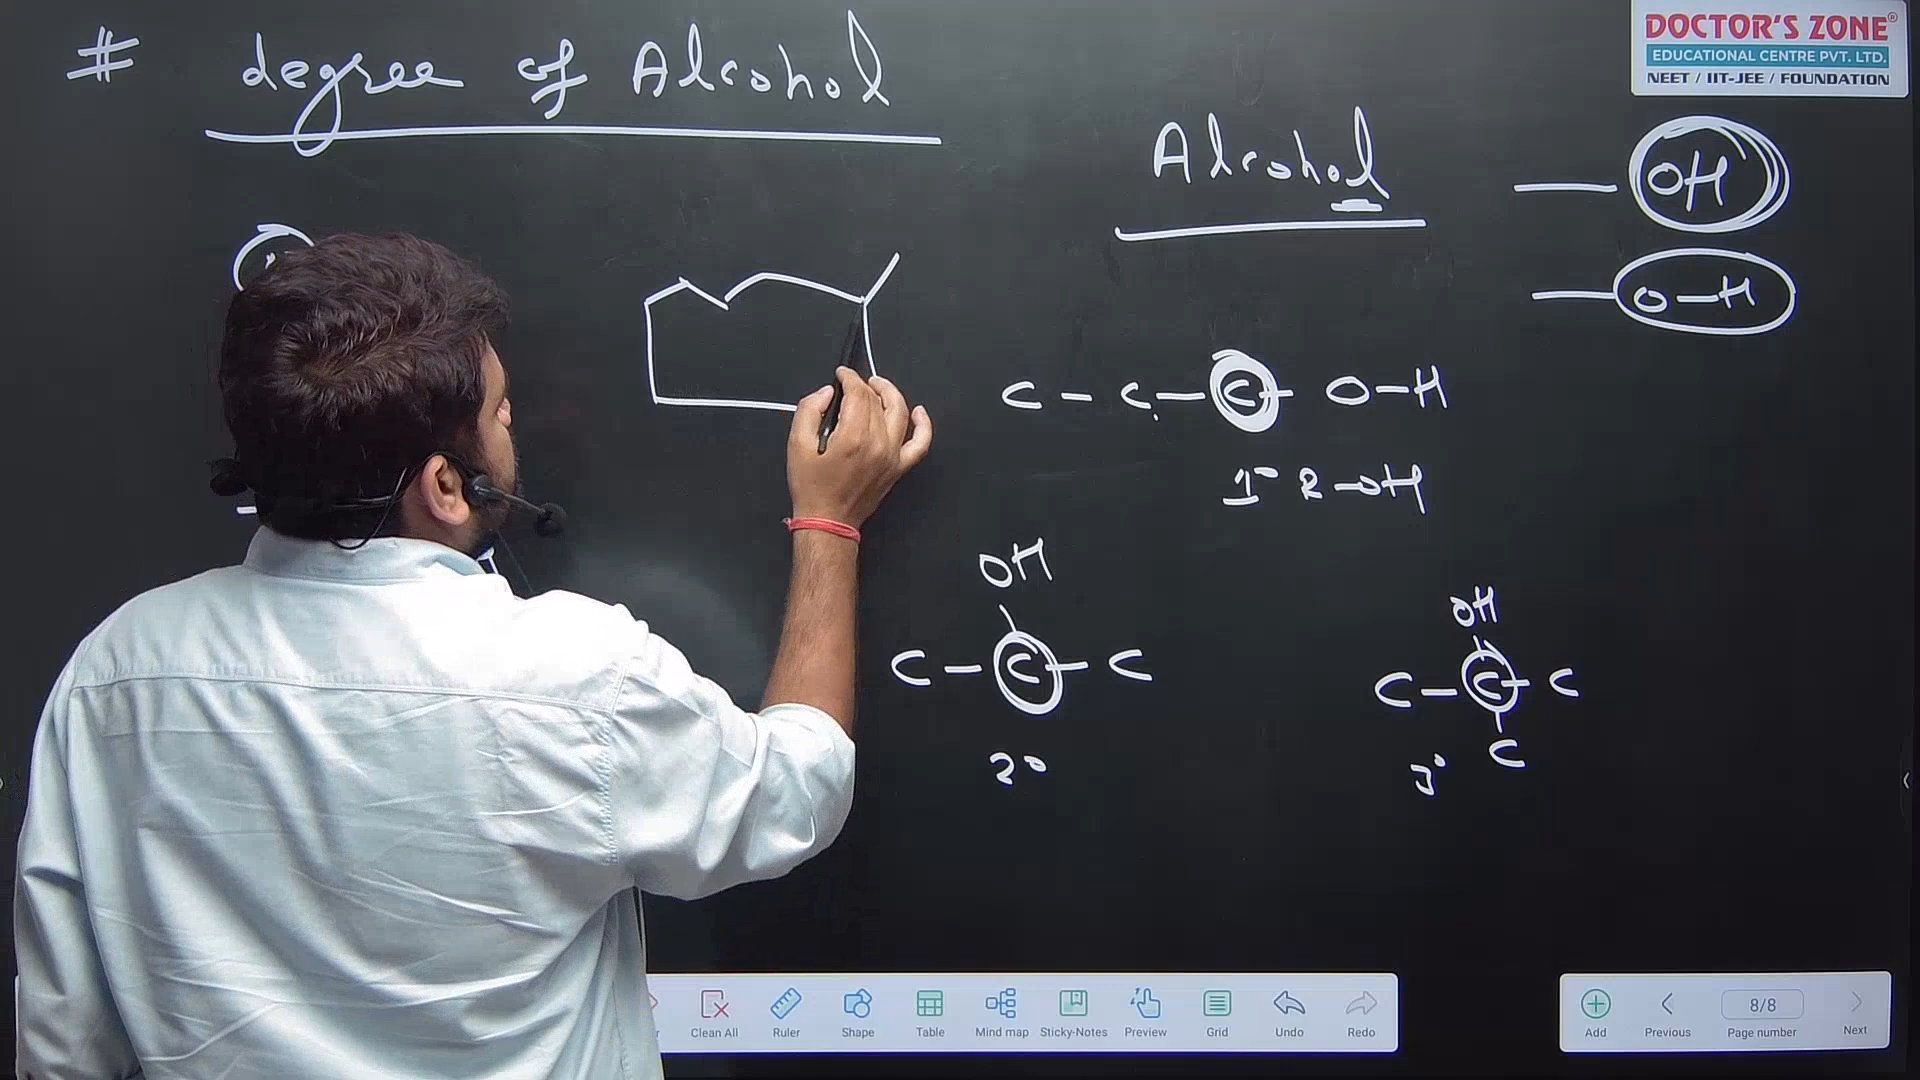 # degree of Alcohol
DOCTOR'S ZONE®
EDUCATIONAL CENTRE PVT. LTD.
NEET / IIT-JEE / FOUNDATION
Alcohol
— OH
— O-H
C - C - C - O-H
1° R-OH
OH
C - C - C
2°
OH
C - C - C
C
3°
Clean All
Ruler
Shape
Table
Mind map
Sticky-Notes
Preview
Grid
Undo
Redo
Add
Previous
8/8
Page number
Next